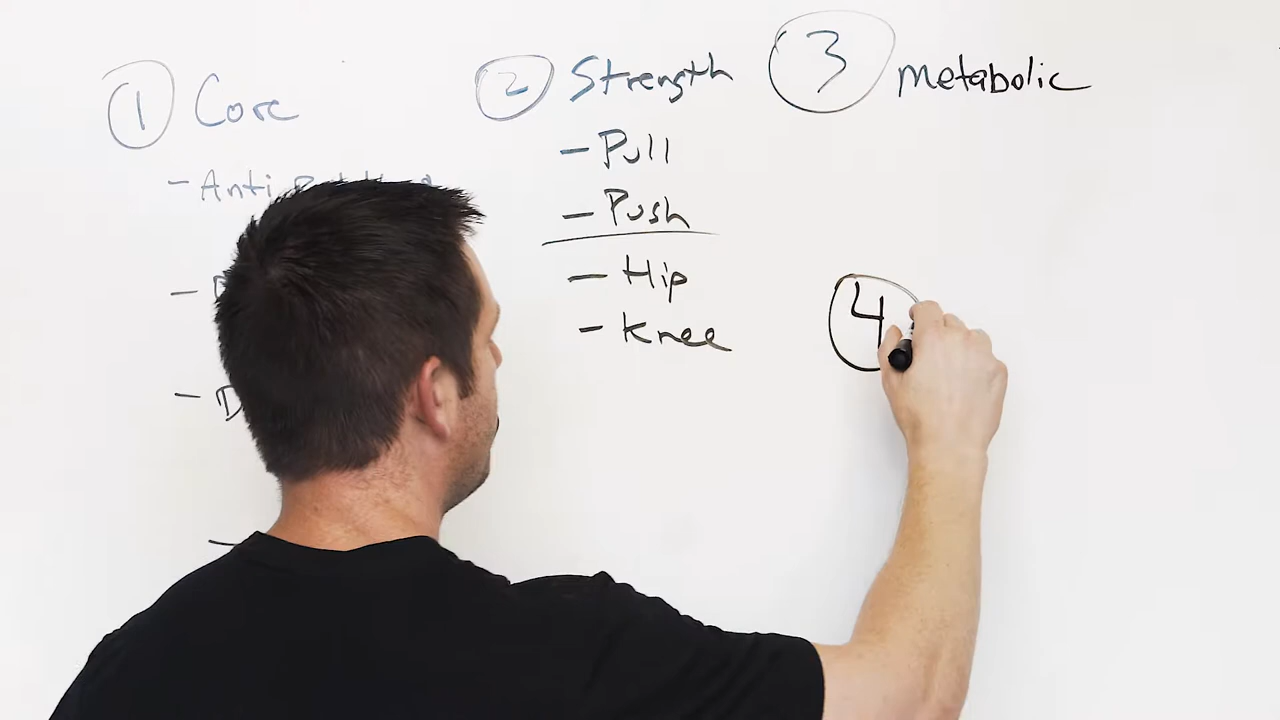 ① Core
- Anti
② Strength
- Pull
- Push
- Hip
- Knee
③ metabolic
4